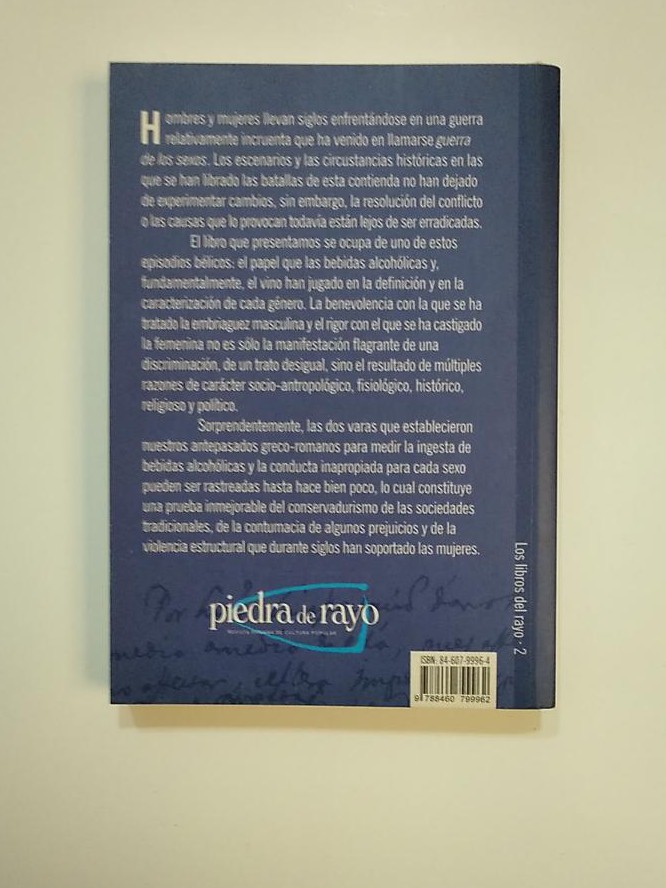 Hombres y mujeres llevan siglos enfrentándose en una guerra
relativamente incruenta que ha venido en llamarse guerra
de los sexos. Los escenarios y las circustancias históricas en las
que se han librado las batallas de esta contienda no han dejado
de experimentar cambios, sin embargo, la resolución del conflicto
o las causas que lo provocan todavía están lejos de ser erradicadas.
El libro que presentamos se ocupa de uno de estos
episodios bélicos: el papel que las bebidas alcohólicas y,
fundamentalmente, el vino han jugado en la definición y en la
caracterización de cada género. La benevolencia con la que se ha
tratado la embriaguez masculina y el rigor con el que se ha castigado
la femenina no es sólo la manifestación flagrante de una
discriminación, de un trato desigual, sino el resultado de múltiples
razones de carácter socio-antropológico, fisiológico, histórico,
religioso y político.
Sorprendentemente, las dos varas que establecieron
nuestros antepasados greco-romanos para medir la ingesta de
bebidas alcohólicas y la conducta inapropiada para cada sexo
pueden ser rastreadas hasta hace bien poco, lo cual constituye
una prueba inmejorable del conservadurismo de las sociedades
tradicionales, de la contumacia de algunos prejuicios y de la
violencia estructural que durante siglos han soportado las mujeres.
piedra de rayo
REVISTA RIOJANA DE CULTURA POPULAR
Los libros del rayo · 2
ISBN: 84-607-9996-4
9 788460 799962